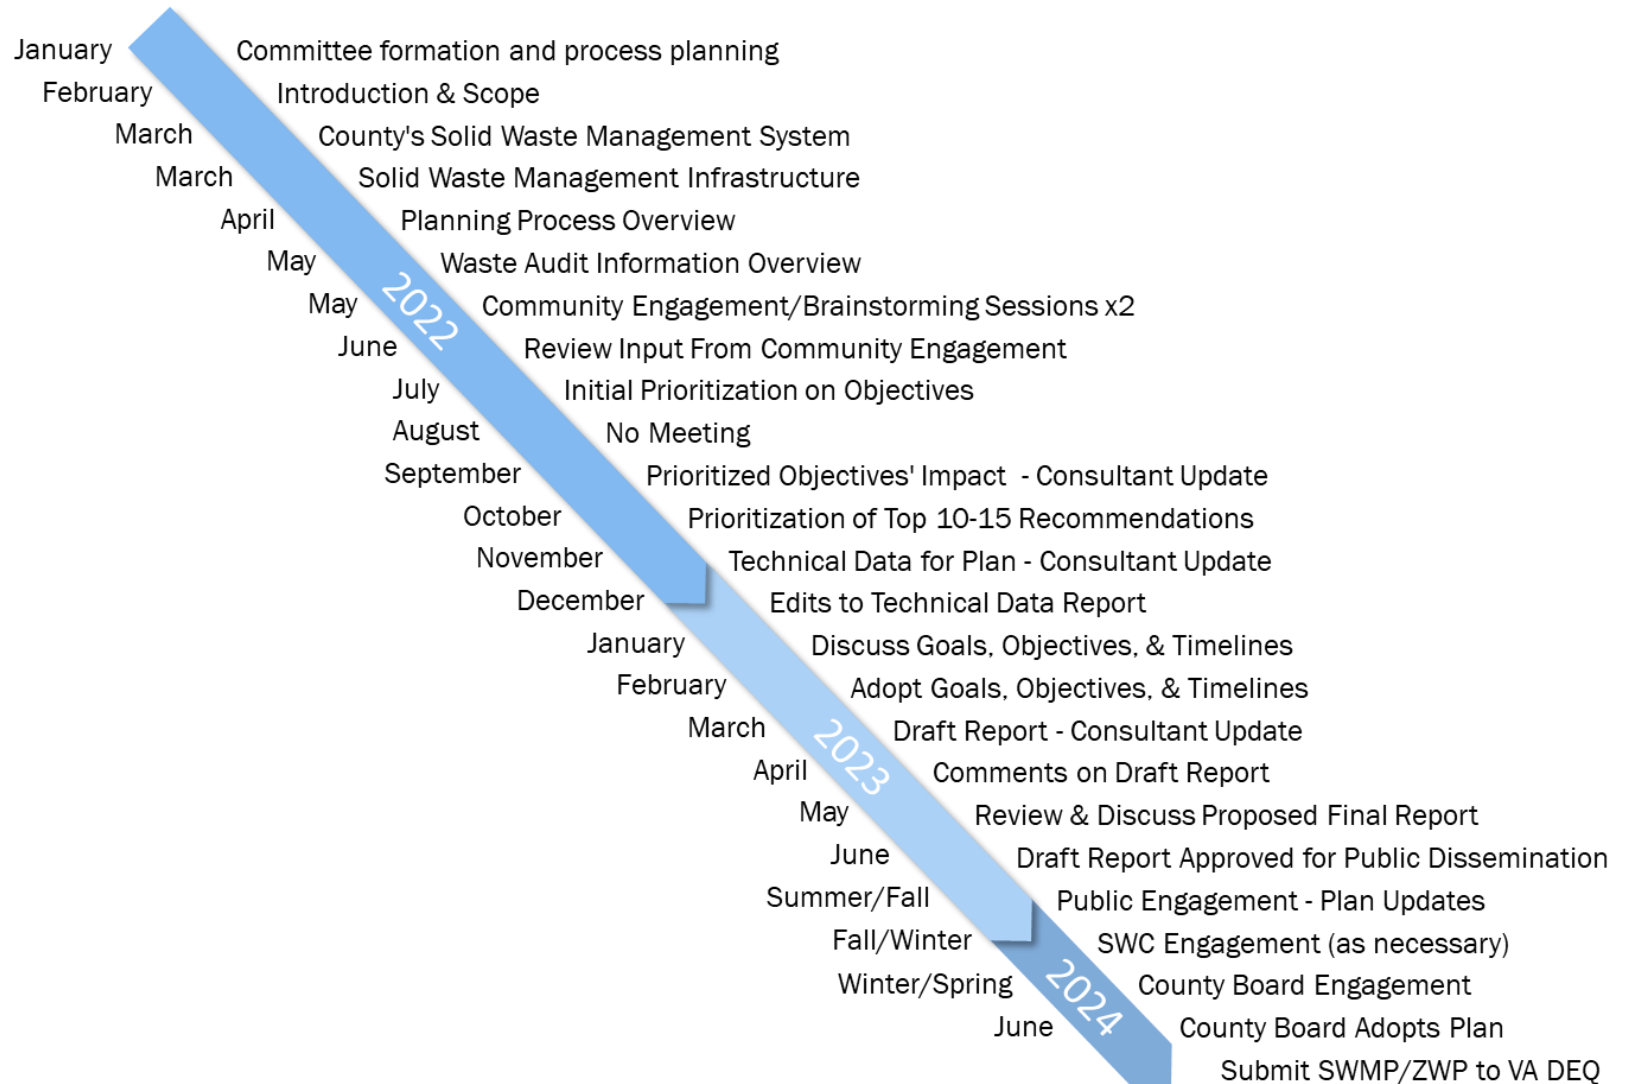 January Committee formation and process planning
February Introduction & Scope
March County's Solid Waste Management System
March Solid Waste Management Infrastructure
April Planning Process Overview
May Waste Audit Information Overview
May Community Engagement/Brainstorming Sessions x2
2022
June Review Input From Community Engagement
July Initial Prioritization on Objectives
August No Meeting
September Prioritized Objectives' Impact - Consultant Update
October Prioritization of Top 10-15 Recommendations
November Technical Data for Plan - Consultant Update
December Edits to Technical Data Report
January Discuss Goals, Objectives, & Timelines
February Adopt Goals, Objectives, & Timelines
March Draft Report - Consultant Update
2023
April Comments on Draft Report
May Review & Discuss Proposed Final Report
June Draft Report Approved for Public Dissemination
Summer/Fall Public Engagement - Plan Updates
Fall/Winter SWC Engagement (as necessary)
Winter/Spring County Board Engagement
2024
June County Board Adopts Plan
Submit SWMP/ZWP to VA DEQ